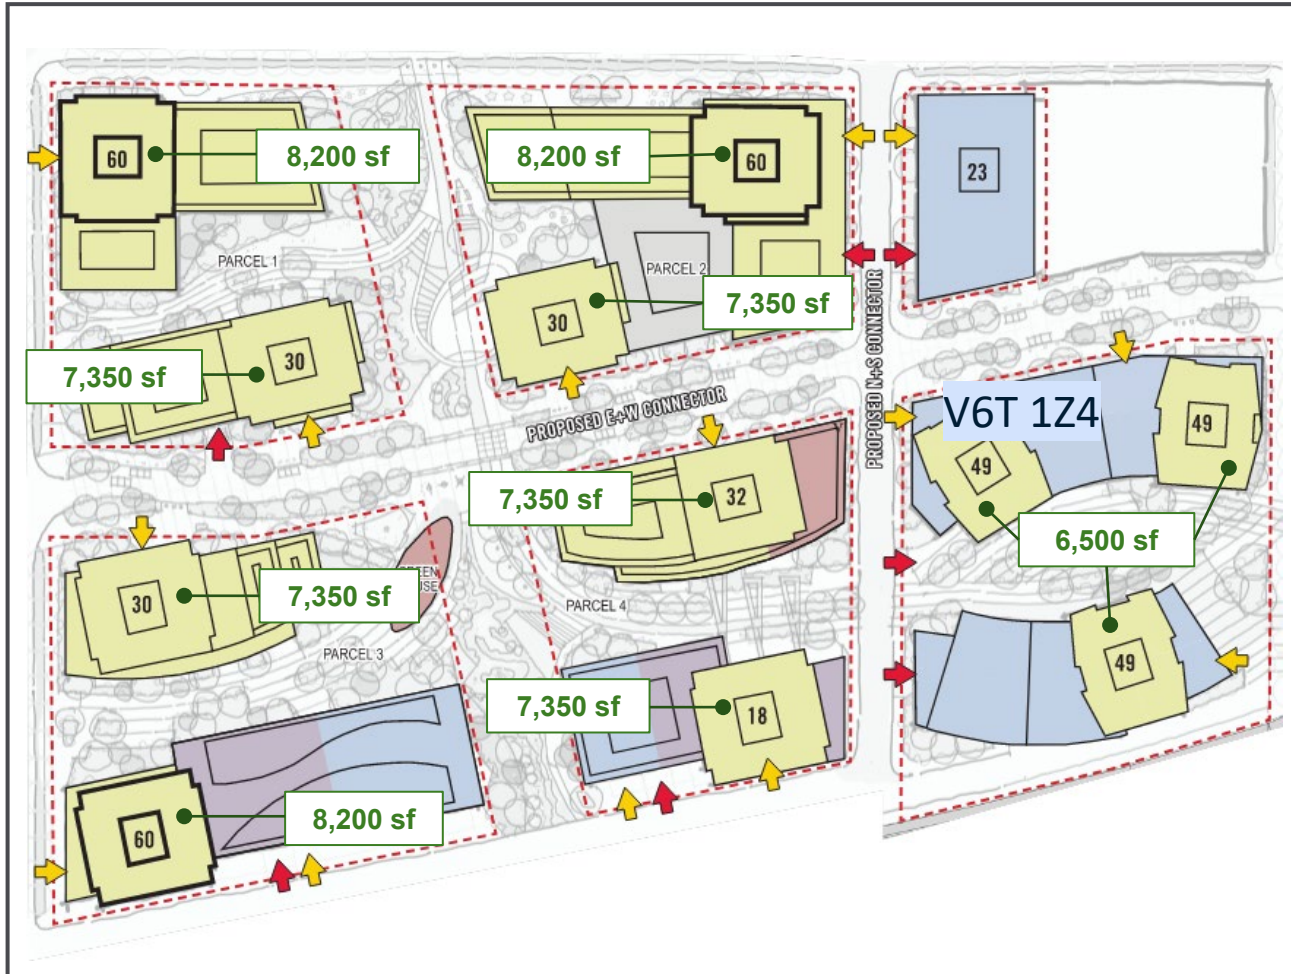 60
8,200 sf
8,200 sf
60
23
PARCEL 1
PARCEL 2
7,350 sf
30
7,350 sf
30
PROPOSED N+S CONNECTOR
PROPOSED E+W CONNECTOR
V6T 1Z4
49
49
7,350 sf
32
6,500 sf
30
7,350 sf
PARCEL 3
PARCEL 4
49
7,350 sf
18
60
8,200 sf